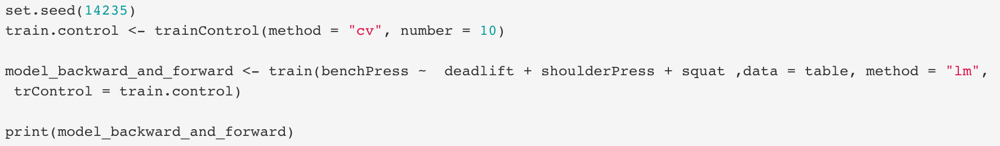 set.seed(14235)
train.control <- trainControl(method = "cv", number = 10)
model_backward_and_forward <- train(benchPress ~  deadlift + shoulderPress + squat ,data = table, method = "lm",
 trControl = train.control)
print(model_backward_and_forward)